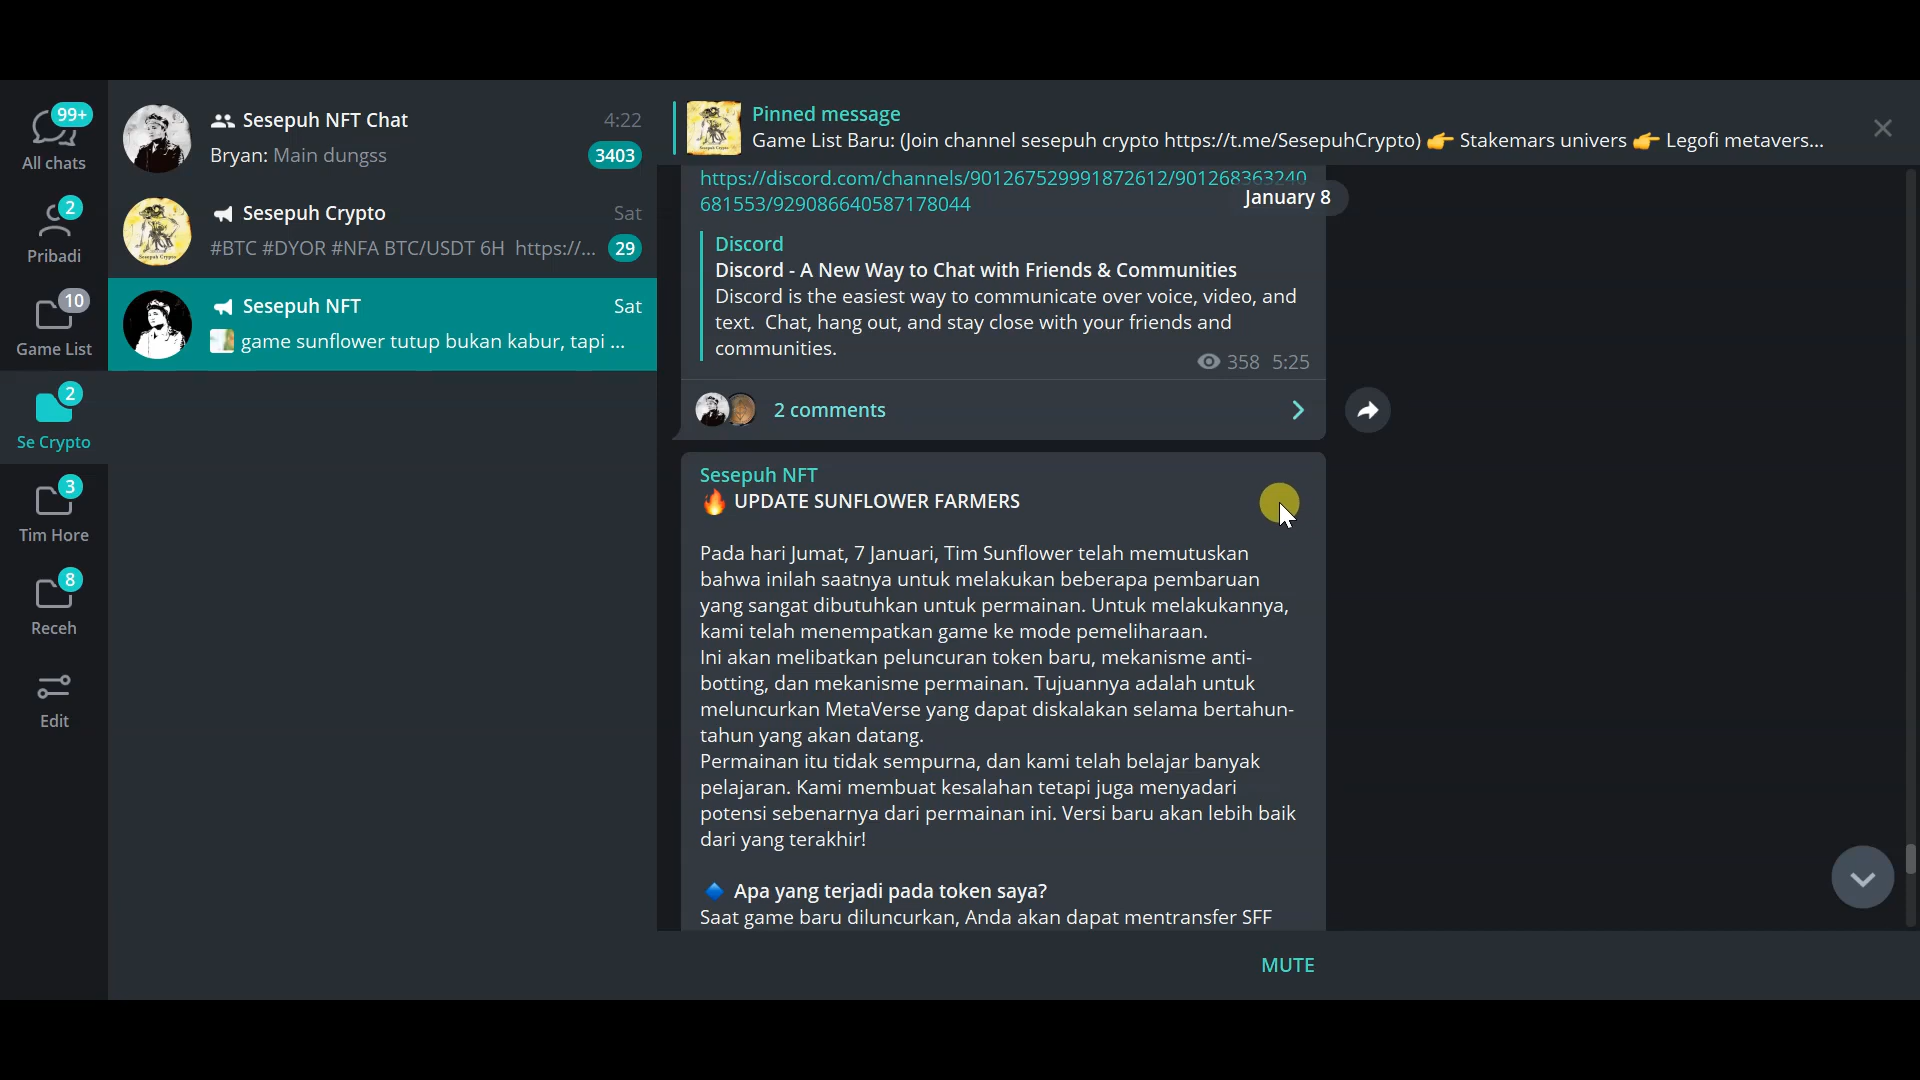 99+
All chats
2
Pribadi
10
Game List
2
Se Crypto
3
Tim Hore
8
Receh
Edit
Sesepuh NFT Chat 4:22
Bryan: Main dungss 3403
Sesepuh Crypto Sat
#BTC #DYOR #NFA BTC/USDT 6H https://... 29
Sesepuh NFT Sat
game sunflower tutup bukan kabur, tapi ...
Pinned message
Game List Baru: (Join channel sesepuh crypto https://t.me/SesepuhCrypto) 👉 Stakemars univers 👉 Legofi metavers...
https://discord.com/channels/901267529991872612/901268363240
January 8
681553/929086640587178044
Discord
Discord - A New Way to Chat with Friends & Communities
Discord is the easiest way to communicate over voice, video, and
text. Chat, hang out, and stay close with your friends and
communities.
358 5:25
2 comments
Sesepuh NFT
🔥 UPDATE SUNFLOWER FARMERS
Pada hari Jumat, 7 Januari, Tim Sunflower telah memutuskan
bahwa inilah saatnya untuk melakukan beberapa pembaruan
yang sangat dibutuhkan untuk permainan. Untuk melakukannya,
kami telah menempatkan game ke mode pemeliharaan.
Ini akan melibatkan peluncuran token baru, mekanisme anti-
botting, dan mekanisme permainan. Tujuannya adalah untuk
meluncurkan MetaVerse yang dapat diskalakan selama bertahun-
tahun yang akan datang.
Permainan itu tidak sempurna, dan kami telah belajar banyak
pelajaran. Kami membuat kesalahan tetapi juga menyadari
potensi sebenarnya dari permainan ini. Versi baru akan lebih baik
dari yang terakhir!
🔷 Apa yang terjadi pada token saya?
Saat game baru diluncurkan, Anda akan dapat mentransfer SFF
MUTE